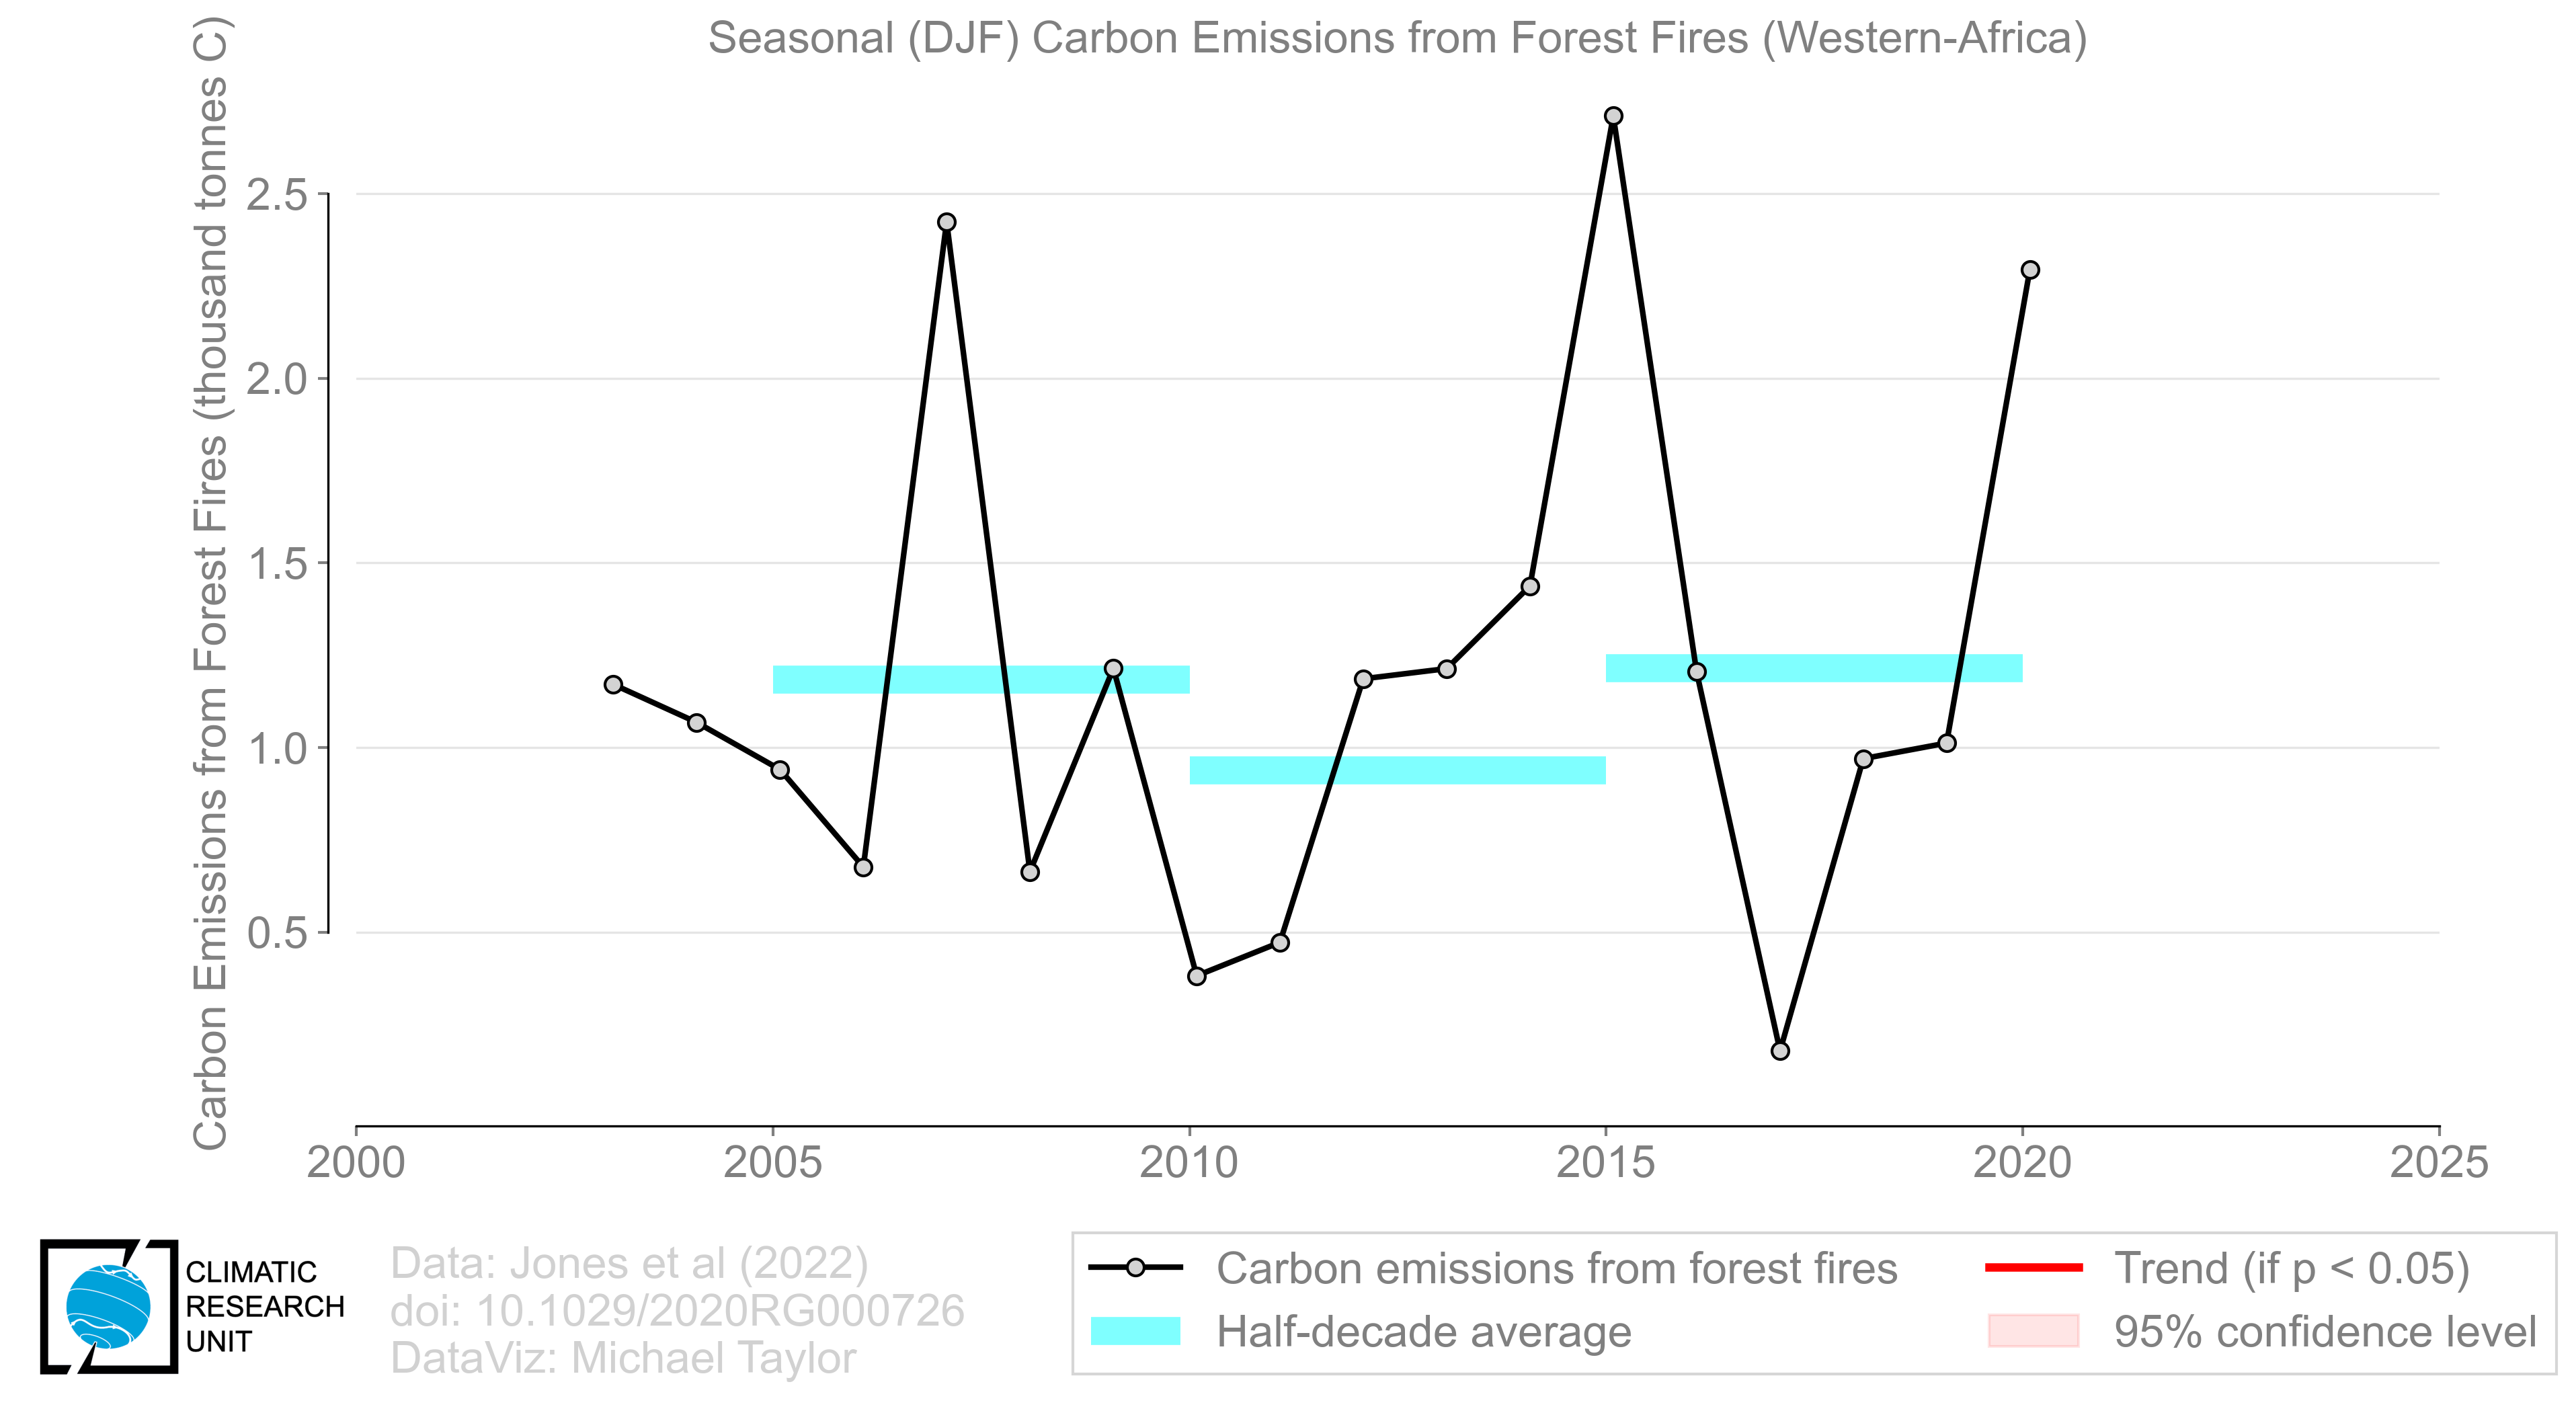 Seasonal (DJF) Carbon Emissions from Forest Fires (Western-Africa)
Carbon Emissions from Forest Fires (thousand tonnes C)
2.5
2.0
1.5
1.0
0.5
2000 2005 2010 2015 2020 2025
CLIMATIC
RESEARCH
UNIT
Data: Jones et al (2022)
doi: 10.1029/2020RG000726
DataViz: Michael Taylor
Carbon emissions from forest fires
Half-decade average
Trend (if p < 0.05)
95% confidence level